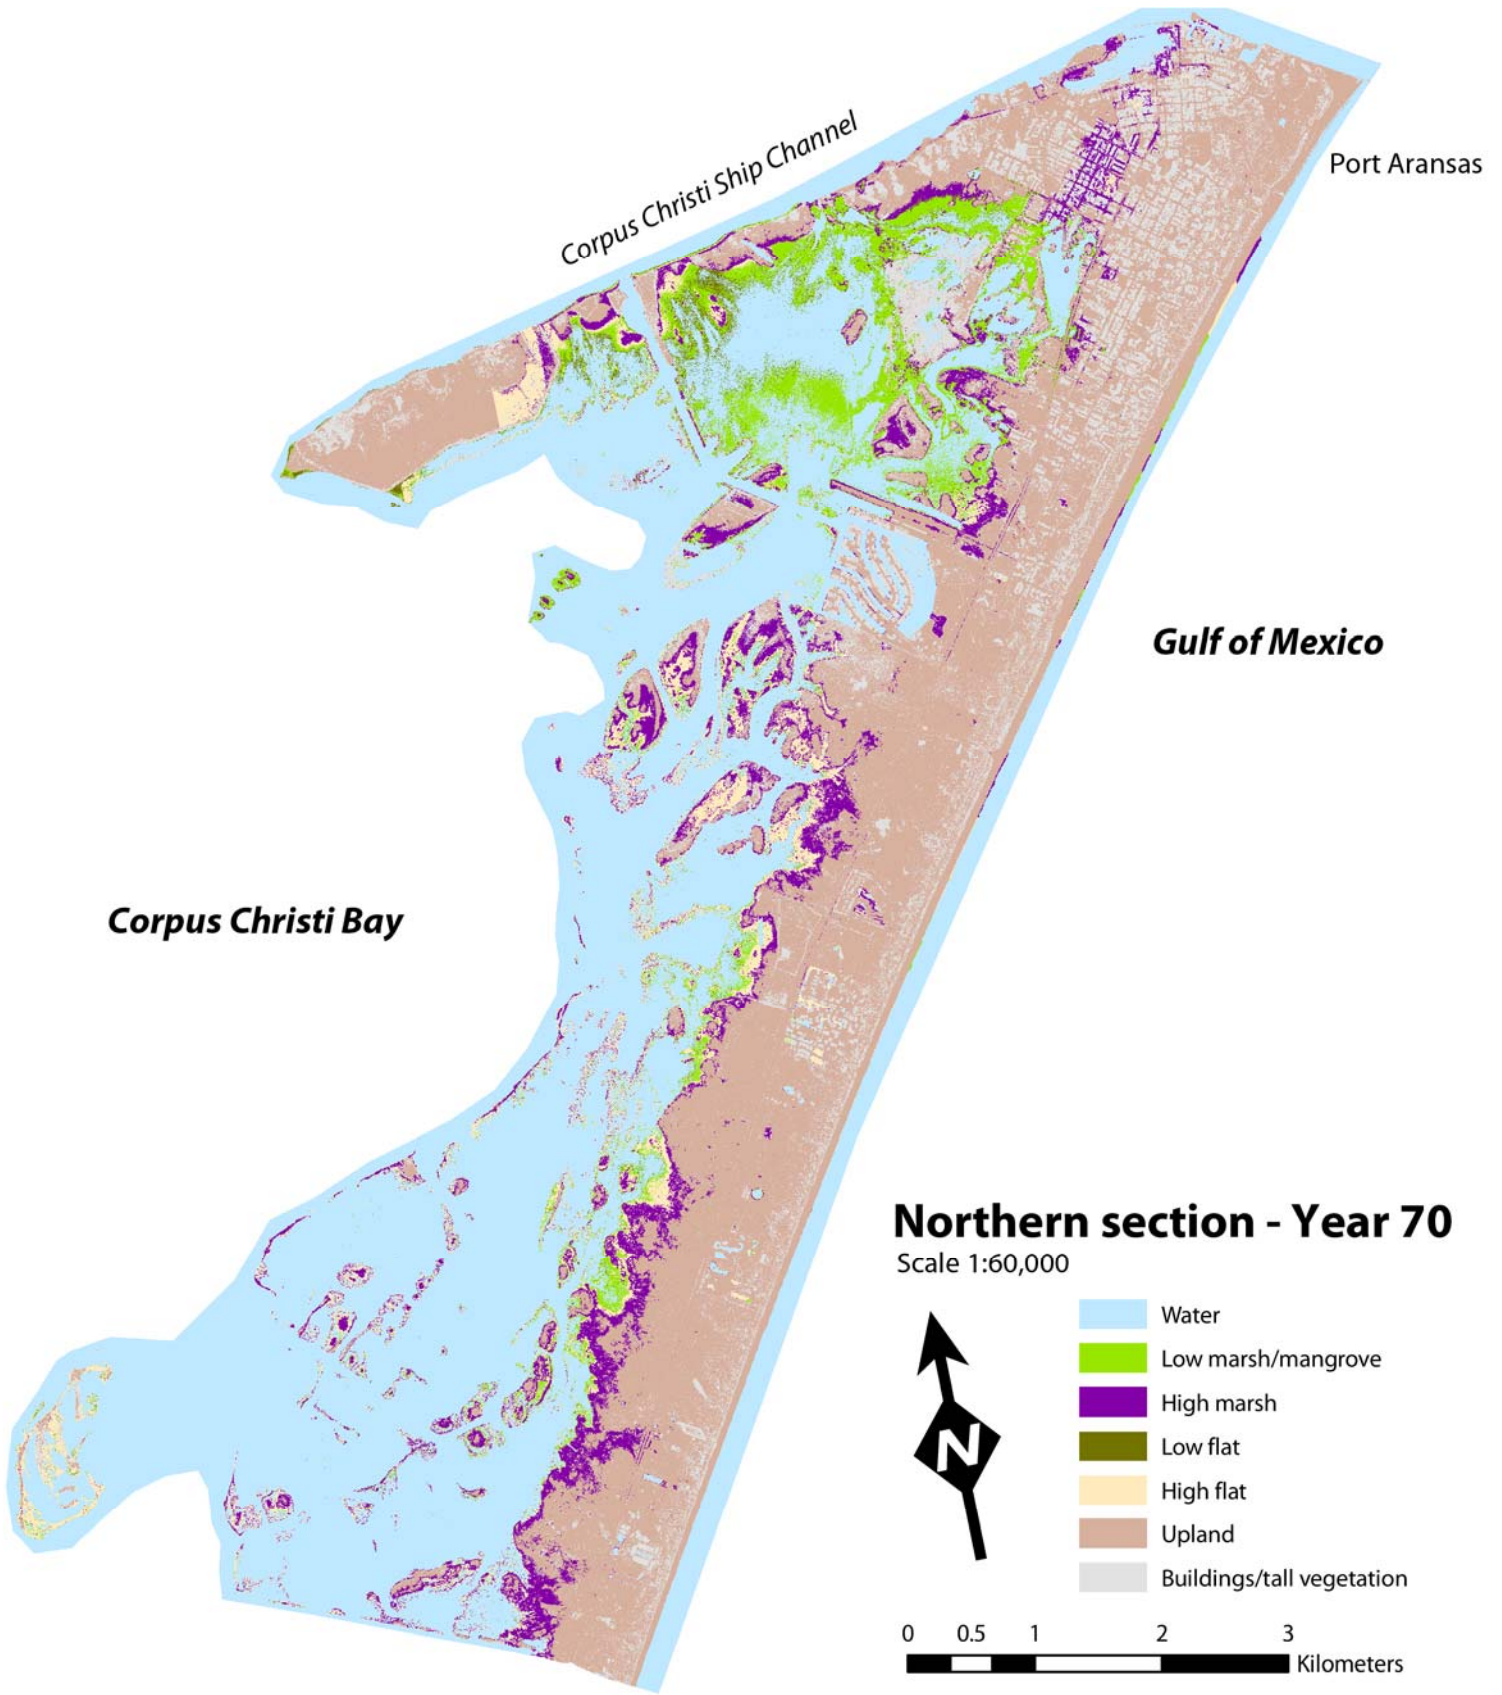 Corpus Christi Ship Channel
Port Aransas
Gulf of Mexico
Corpus Christi Bay
Northern section - Year 70
Scale 1:60,000
N
Water
Low marsh/mangrove
High marsh
Low flat
High flat
Upland
Buildings/tall vegetation
0 0.5 1 2 3
Kilometers